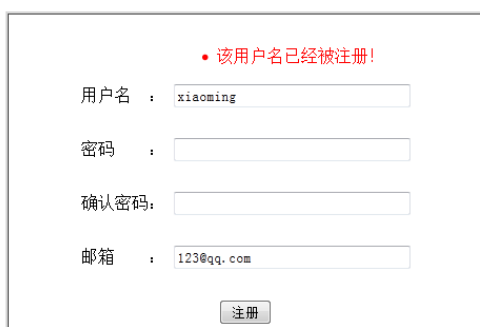 • 该用户名已经被注册!
用户名 : xiaoming
密码 :
确认密码:
邮箱 : 123@qq.com
注册